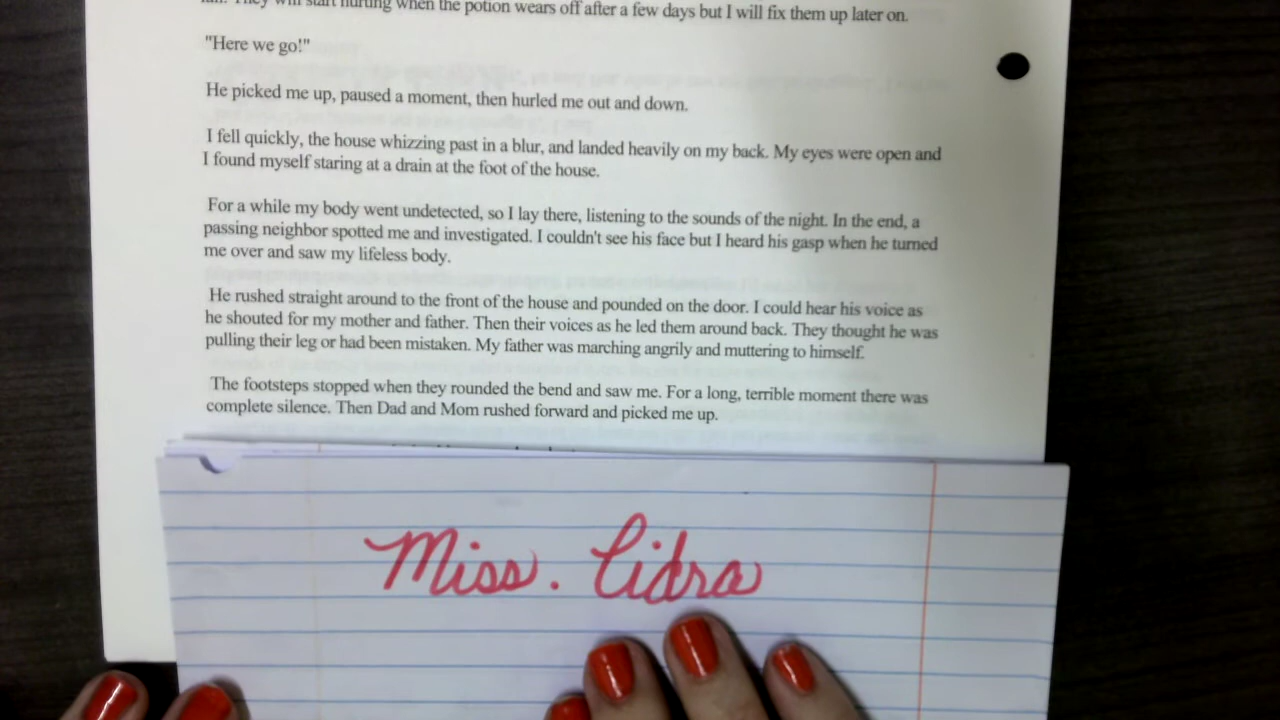 They will start hurting when the potion wears off after a few days but I will fix them up later on.
"Here we go!"
He picked me up, paused a moment, then hurled me out and down.
I fell quickly, the house whizzing past in a blur, and landed heavily on my back. My eyes were open and
I found myself staring at a drain at the foot of the house.
For a while my body went undetected, so I lay there, listening to the sounds of the night. In the end, a
passing neighbor spotted me and investigated. I couldn't see his face but I heard his gasp when he turned
me over and saw my lifeless body.
He rushed straight around to the front of the house and pounded on the door. I could hear his voice as
he shouted for my mother and father. Then their voices as he led them around back. They thought he was
pulling their leg or had been mistaken. My father was marching angrily and muttering to himself.
The footsteps stopped when they rounded the bend and saw me. For a long, terrible moment there was
complete silence. Then Dad and Mom rushed forward and picked me up.
Miss. Cidra